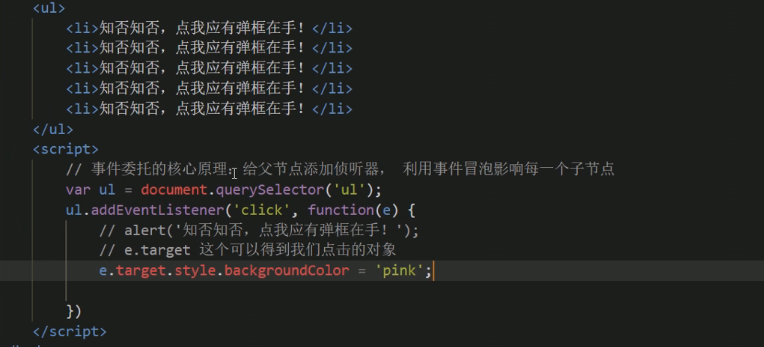 <ul>
<li>知否知否，点我应有弹框在手！</li>
<li>知否知否，点我应有弹框在手！</li>
<li>知否知否，点我应有弹框在手！</li>
<li>知否知否，点我应有弹框在手！</li>
<li>知否知否，点我应有弹框在手！</li>
</ul>
<script>
// 事件委托的核心原理：给父节点添加侦听器， 利用事件冒泡影响每一个子节点
var ul = document.querySelector('ul');
ul.addEventListener('click', function(e) {
// alert('知否知否，点我应有弹框在手！');
// e.target 这个可以得到我们点击的对象
e.target.style.backgroundColor = 'pink';
})
</script>